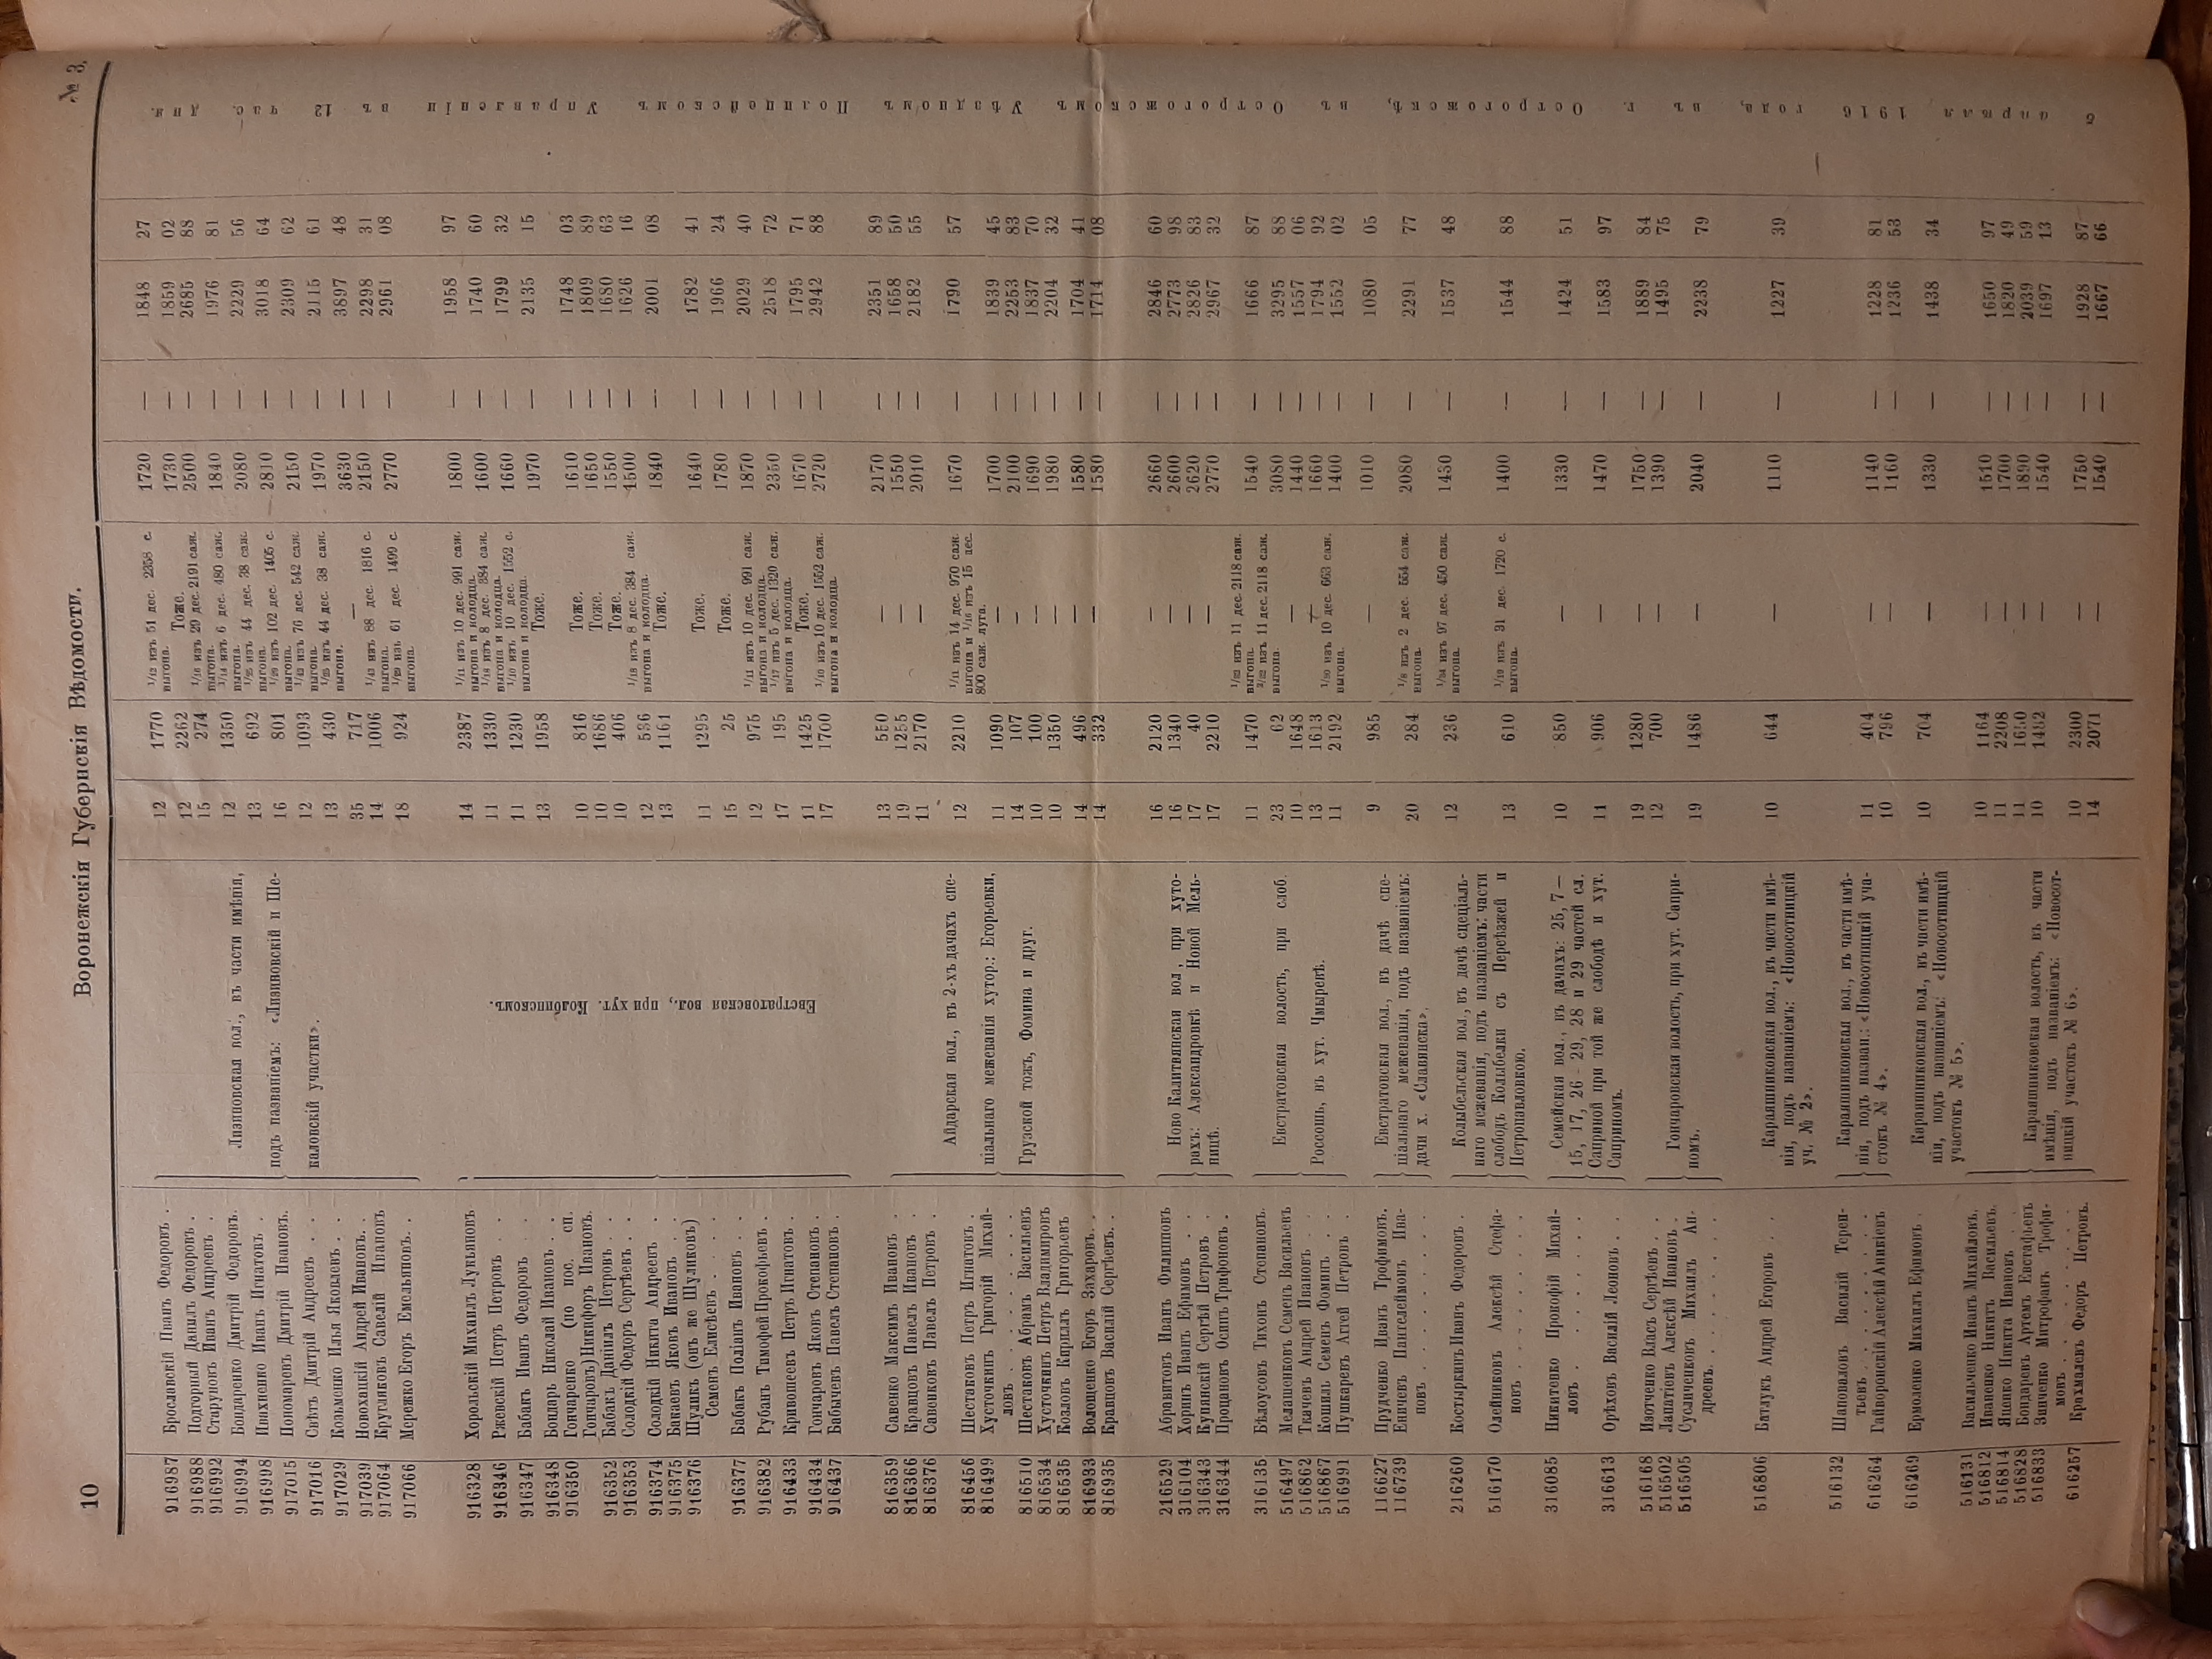 10
Воронежскія Губернскія Вѣдомости.
№ 3.
916987 Брославскій Иванъ Федоровъ . 12 1770 1/12 изъ 51 дес. 2358 с. выгона. 1720 — 1848 27
916988 Подгорный Данилъ Федоровъ . 12 2262 Тоже. 1730 — 1859 02
916992 Старуновъ Иванъ Андреевъ . 15 274 1/16 изъ 29 дес. 2191 саж. выгона. 2500 — 2685 88
916994 Бондаренко Дмитрій Федоровъ. 12 1350 1/14 изъ 6 дес. 480 саж. выгона. 1840 — 1976 81
916998 Ивахненко Иванъ Игнатовъ . 13 692 1/25 изъ 44 дес. 38 саж. выгона. 2080 — 2229 56
917015 Пономаревъ Дмитрій Ивановъ. 16 801 1/29 изъ 102 дес. 1405 с. выгона. 2810 — 3018 64
917016 Свѣтъ Дмитрій Андреевъ . . 12 1093 1/43 изъ 76 дес. 542 саж. выгона. 2150 — 2309 62
917029 Козьменко Илья Яковлевъ . . 13 430 1/25 изъ 44 дес. 38 саж. выгона. 1970 — 2115 61
917039 Новохацкій Андрей Ивановъ. . 35 717 — 3630 — 3897 48
917064 Кругляковъ Савелій Ивановъ 14 1006 1/43 изъ 88 дес. 1816 с. выгона. 2150 — 2298 31
917066 Мережко Егоръ Емельяновъ. . 18 924 1/29 изъ 61 дес. 1499 с. выгона. 2770 — 2961 08
Лизиновская вол., въ части имѣнія,
подъ названіемъ: «Лизиновскій и Ше-
каловскій участки».
916328 Хорольскій Михаилъ Лукьяновъ 14 2387 1/11 изъ 10 дес. 991 саж. выгона и колодца. 1800 — 1958 97
916346 Ржевскій Петръ Петровъ . . 11 1330 1/18 изъ 8 дес. 384 саж. выгона и колодца. 1600 — 1740 60
916347 Бабакъ Иванъ Федоровъ . . 11 1230 1/10 изъ 10 дес. 1552 с. выгона и колодца. 1660 — 1799 32
916348 Бондарь Николай Ивановъ . . 13 1958 Тоже. 1970 — 2135 15
916350 Гончаренко (по пос. сп.
Гончаровъ) Никифоръ Ивановъ. 10 816 Тоже. 1610 — 1748 03
916352 Бабакъ Даніилъ Петровъ . . 10 1686 Тоже. 1650 — 1809 89
916353 Солодкій Федоръ Сергѣевъ . . 10 406 Тоже. 1550 — 1680 63
916374 Солодкій Никита Андреевъ . 12 536 1/18 изъ 8 дес. 384 саж. выгона и колодца. 1500 — 1626 16
916375 Бакаевъ Яковъ Ивановъ . . 13 1161 Тоже. 1840 — 2001 08
916376 Шуликъ (онъ же Шуликовъ)
Семенъ Елисѣевъ . . . . 11 1295 Тоже. 1640 — 1782 41
916377 Бабакъ Поліанъ Ивановъ . . 15 25 Тоже. 1780 — 1966 24
916382 Рубанъ Тимофей Прокофьевъ . 12 975 1/11 изъ 10 дес. 991 саж. выгона и колодца. 1870 — 2029 40
916433 Кривошеевъ Петръ Игнатовъ . 17 195 1/17 изъ 5 дес. 1320 саж. выгона и колодца. 2350 — 2518 72
916434 Гончаровъ Яковъ Степановъ . 11 1425 Тоже. 1670 — 1795 71
916437 Бабычевъ Павелъ Степановъ . 17 1700 1/10 изъ 10 дес. 1552 саж. выгона и колодца. 2720 — 2942 88
Евстратовская вол., при хут. Колбинскомъ.
816359 Савенко Максимъ Ивановъ . 13 550 — 2170 — 2351 89
816366 Кравцовъ Павелъ Ивановъ . 19 1255 — 1550 — 1658 50
816376 Савенковъ Павелъ Петровъ . 11 2170 — 2010 — 2182 55
816456 Шестаковъ Петръ Игнатовъ . 12 2210 1/11 изъ 14 дес. 970 саж. выгона и 1/16 изъ 15 дес. 800 саж. луга. 1670 — 1790 57
816499 Хусточкинъ Григорій Михай-
ловъ . . . . . . . . . 11 1090 — 1700 — 1839 45
816510 Шестаковъ Абрамъ Васильевъ 14 107 — 2100 — 2253 83
816534 Хусточкинъ Петръ Владимировъ 10 100 — 1690 — 1837 70
816535 Козловъ Кириллъ Григорьевъ 10 1350 — 1980 — 2204 32
816933 Волощенко Егоръ Захаровъ. . 14 496 — 1580 — 1704 41
816935 Кравцовъ Василій Сергѣевъ. . 14 332 — 1580 — 1714 08
Айдарская вол., въ 2-хъ дачахъ спе-
ціальнаго межеванія хутор.: Егорьевки,
Грузской тожъ, Фомина и друг.
216529 Абравитовъ Иванъ Филипповъ 16 2120 — 2660 — 2846 60
316104 Хоринъ Иванъ Ефимовъ . . 16 1340 — 2600 — 2773 98
316343 Купянскій Сергѣй Петровъ . 17 40 — 2620 — 2826 83
316344 Процановъ Осипъ Трифоновъ . 17 2210 — 2770 — 2967 32
Ново Калитвянская вол., при хуто-
рахъ: Александровкѣ и Новой Мель-
ницѣ.
316135 Бѣлоусовъ Тихонъ Степановъ. 11 1470 1/32 изъ 11 дес. 2118 саж. выгона. 1540 — 1666 87
516497 Мелашенковъ Семенъ Васильевъ 23 62 2/32 изъ 11 дес. 2118 саж. выгона. 3080 — 3295 88
516862 Ткачевъ Андрей Ивановъ . . 10 1648 — 1440 — 1557 06
516867 Кошиль Семенъ Фоминъ . . 13 1613 — 1660 — 1794 92
516991 Пушкаревъ Аггей Петровъ . 11 2192 1/30 изъ 10 дес. 663 саж. выгона. 1400 — 1552 02
Евстратовская волость, при слоб.
Россошь, въ хут. Чмыревѣ.
116627 Прудченко Иванъ Трофимовъ. 9 985 — 1010 — 1080 05
116739 Еничевъ Пантелеймонъ Ива-
новъ . . . . . . . . . 20 284 1/8 изъ 2 дес. 554 саж. выгона. 2080 — 2291 77
Евстратовская вол., въ дачѣ спе-
ціальнаго межеванія, подъ названіемъ:
дачи х. «Славянска».
216260 Костыркинъ Иванъ Федоровъ . 12 236 1/34 изъ 97 дес. 450 саж. выгона. 1430 — 1537 48
516170 Олейниковъ Алексѣй Стефа-
новъ . . . . . . . . . 13 610 1/19 изъ 31 дес. 1720 с. выгона. 1400 — 1544 88
Колыбельская вол., въ дачѣ спеціаль-
наго межеванія, подъ названіемъ: части
слободъ Колыбелки съ Переѣзжей и
Петропавловкою.
316085 Никитенко Прокофій Михай-
ловъ . . . . . . . . 10 850 — 1330 — 1424 51
316613 Орѣховъ Василій Леоновъ . . 11 906 — 1470 — 1583 97
Семейская вол., въ дачахъ: 25, 7 —
15, 17, 26 - 29, 28 и 29 частей сл.
Саприной при той же слободѣ и хут.
Саприномъ.
516168 Изотченко Власъ Сергѣевъ . . 19 1280 — 1750 — 1889 84
516502 Лапатіевъ Алексѣй Ивановъ . 12 700 — 1390 — 1495 75
516505 Сусличенковъ Михаилъ Ан-
дреевъ. . . . . . . . . 19 1486 — 2040 — 2238 79
Гончаровская волость, при хут. Сапри-
номъ.
516806 Батлукъ Андрей Егоровъ . . 10 644 — 1110 — 1227 39
Караяшниковская вол., въ части имѣ-
нія, подъ названіемъ: «Новосотницкій
уч. № 2».
516132 Шаповаловъ Василій Терен-
тьевъ . . . . . . . . . 11 404 — 1140 — 1228 81
616264 Гайворонскій Алексѣй Аникіевъ 10 796 — 1160 — 1236 53
Караяшниковская вол., въ части имѣ-
нія, подъ назван.: «Новосотницкій уча-
стокъ № 4».
616269 Ермоленко Михаилъ Ефимовъ . 10 704 — 1330 — 1438 34
Караяшниковская вол., въ части имѣ-
нія, подъ названіемъ: «Новосотницкій
участокъ № 5».
516131 Васильченко Иванъ Михайловъ. 10 1164 — 1510 — 1650 97
516812 Иваненко Никитъ Васильевъ. 11 2208 — 1700 — 1820 49
516814 Яценко Никита Ивановъ . . 11 1650 — 1890 — 2039 59
516828 Бондаревъ Артемъ Евстафьевъ 10 1482 — 1540 — 1697 13
516833 Зинченко Митрофанъ Трофи-
мовъ . . . . . . . . 10 2300 — 1750 — 1928 87
616257 Крахмалевъ Федоръ Петровъ. 14 2071 — 1540 — 1667 66
Караяшниковская волость, въ части
имѣнія, подъ названіемъ: «Новосот-
ницкій участокъ № 6».
5 апрѣля 1916 года, въ г. Острогожскѣ, въ Острогожскомъ Уѣздномъ Полицейскомъ Управленіи въ 12 час. дня.